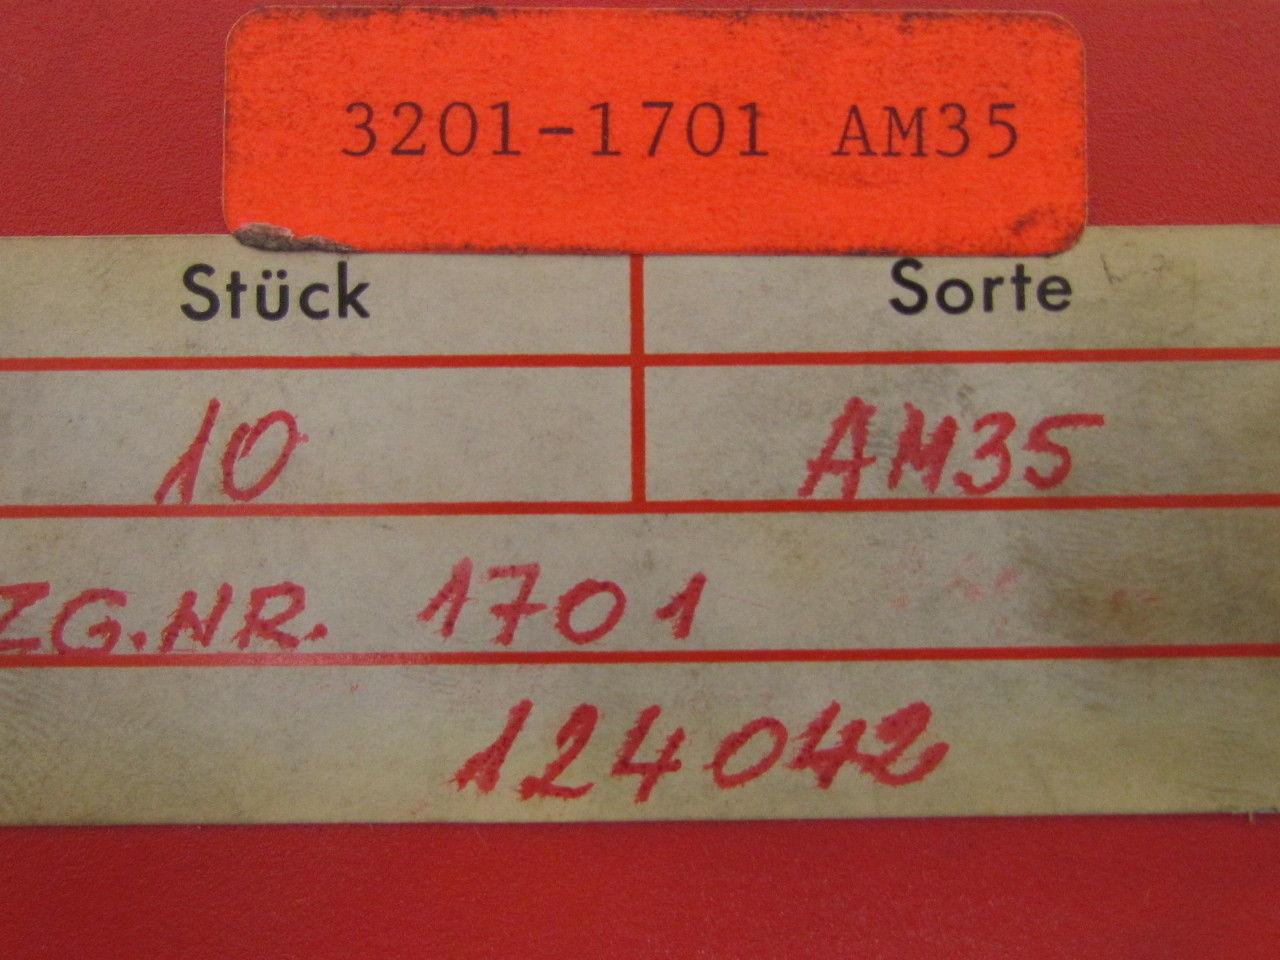 3201-1701 AM35
Stück Sorte
10 AM35
ZG.NR. 1701
124042